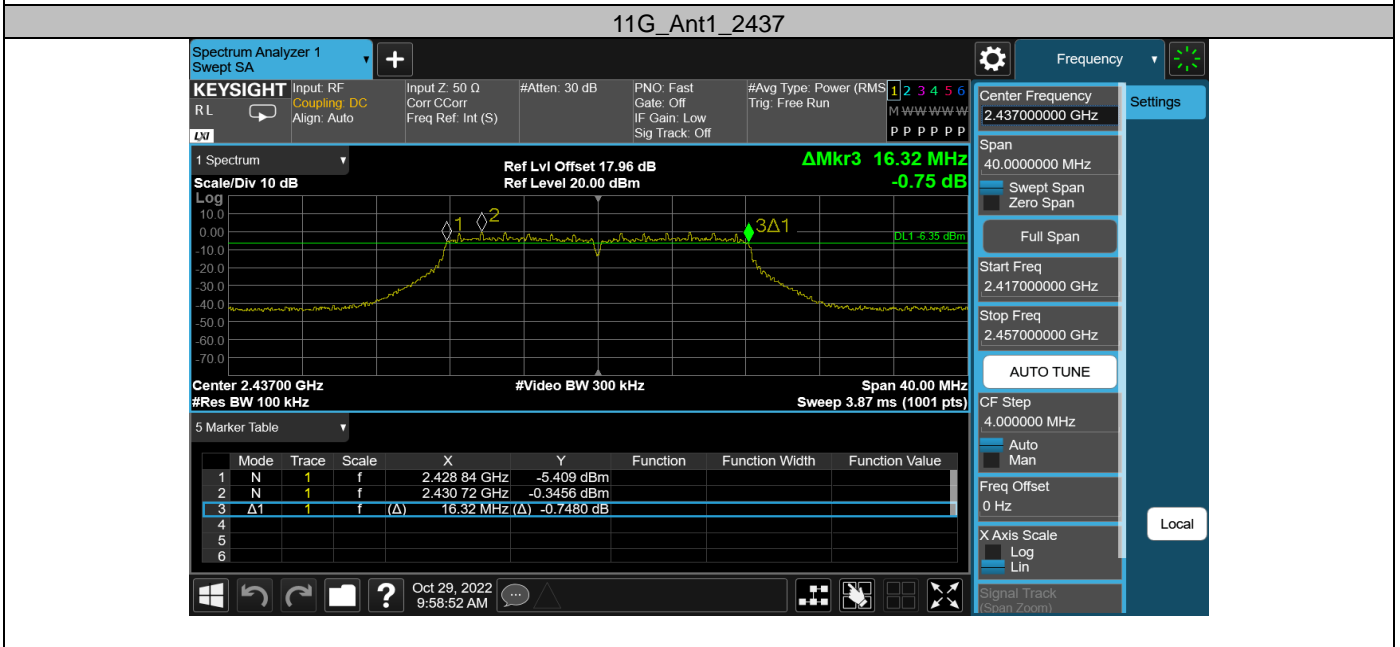 11G_Ant1_2437
Spectrum Analyzer 1
Swept SA
+
Frequency
KEYSIGHT
RL
LXI
Input: RF
Coupling: DC
Align: Auto
Input Z: 50 Ω
Corr CCorr
Freq Ref: Int (S)
#Atten: 30 dB
PNO: Fast
Gate: Off
IF Gain: Low
Sig Track: Off
#Avg Type: Power (RMS
Trig: Free Run
1 2 3 4 5 6
M W W W W W
P P P P P P
1 Spectrum
Scale/Div 10 dB
Ref Lvl Offset 17.96 dB
Ref Level 20.00 dBm
ΔMkr3 16.32 MHz
-0.75 dB
Log
10.0
0.00
-10.0
-20.0
-30.0
-40.0
-50.0
-60.0
-70.0
1
2
3Δ1
DL1 -6.35 dBm
Center 2.43700 GHz
#Video BW 300 kHz
Span 40.00 MHz
#Res BW 100 kHz
Sweep 3.87 ms (1001 pts)
5 Marker Table
Mode Trace Scale X Y Function Function Width Function Value
1 N 1 f 2.428 84 GHz -5.409 dBm
2 N 1 f 2.430 72 GHz -0.3456 dBm
3 Δ1 1 f (Δ) 16.32 MHz (Δ) -0.7480 dB
4
5
6
Center Frequency
2.437000000 GHz
Span
40.0000000 MHz
Swept Span
Zero Span
Full Span
Start Freq
2.417000000 GHz
Stop Freq
2.457000000 GHz
AUTO TUNE
CF Step
4.000000 MHz
Auto
Man
Freq Offset
0 Hz
X Axis Scale
Log
Lin
Signal Track
(Span Zoom)
Settings
Local
?
Oct 29, 2022
9:58:52 AM